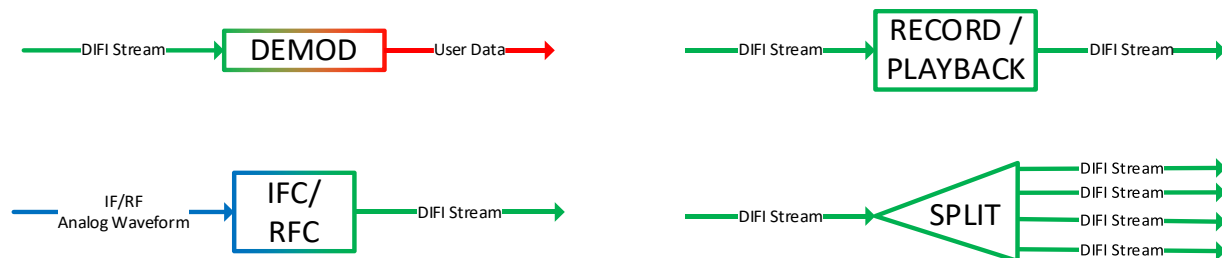 DIFI Stream
DEMOD
User Data
DIFI Stream
RECORD /
PLAYBACK
DIFI Stream
IF/RF
Analog Waveform
IFC/
RFC
DIFI Stream
DIFI Stream
SPLIT
DIFI Stream
DIFI Stream
DIFI Stream
DIFI Stream